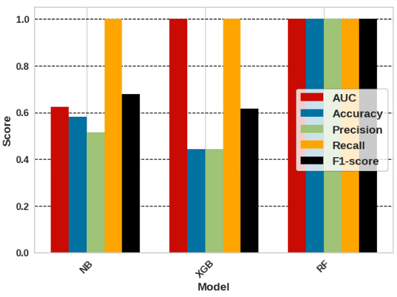 1.0
0.8
0.6
0.4
0.2
0.0
Score
AUC
Accuracy
Precision
Recall
F1-score
NB
XGB
RF
Model